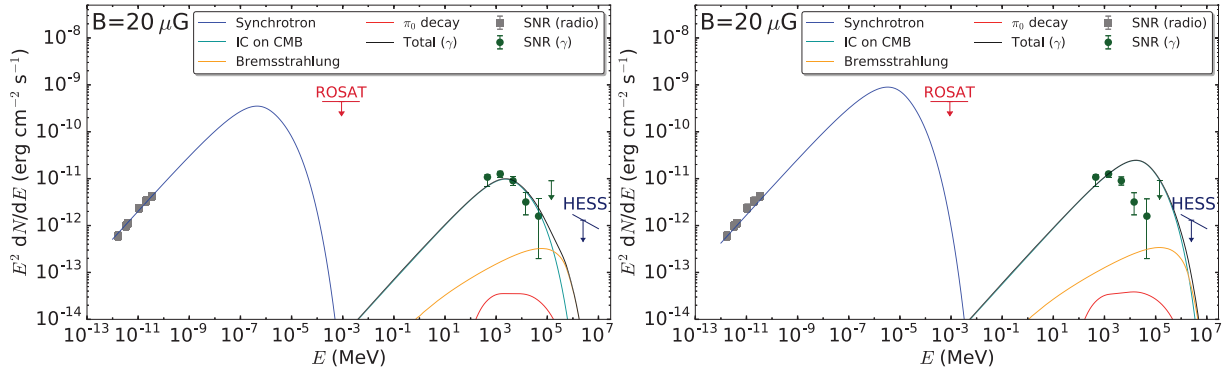 B=20 μG
Synchrotron
IC on CMB
Bremsstrahlung
π₀ decay
Total (γ)
SNR (radio)
SNR (γ)
ROSAT
HESS
E² dN/dE (erg cm⁻² s⁻¹)
10⁻⁸
10⁻⁹
10⁻¹⁰
10⁻¹¹
10⁻¹²
10⁻¹³
10⁻¹⁴
10⁻¹³ 10⁻¹¹ 10⁻⁹ 10⁻⁷ 10⁻⁵ 10⁻³ 10⁻¹ 10¹ 10³ 10⁵ 10⁷
E (MeV)
B=20 μG
Synchrotron
IC on CMB
Bremsstrahlung
π₀ decay
Total (γ)
SNR (radio)
SNR (γ)
ROSAT
HESS
E² dN/dE (erg cm⁻² s⁻¹)
10⁻⁸
10⁻⁹
10⁻¹⁰
10⁻¹¹
10⁻¹²
10⁻¹³
10⁻¹⁴
10⁻¹³ 10⁻¹¹ 10⁻⁹ 10⁻⁷ 10⁻⁵ 10⁻³ 10⁻¹ 10¹ 10³ 10⁵ 10⁷
E (MeV)